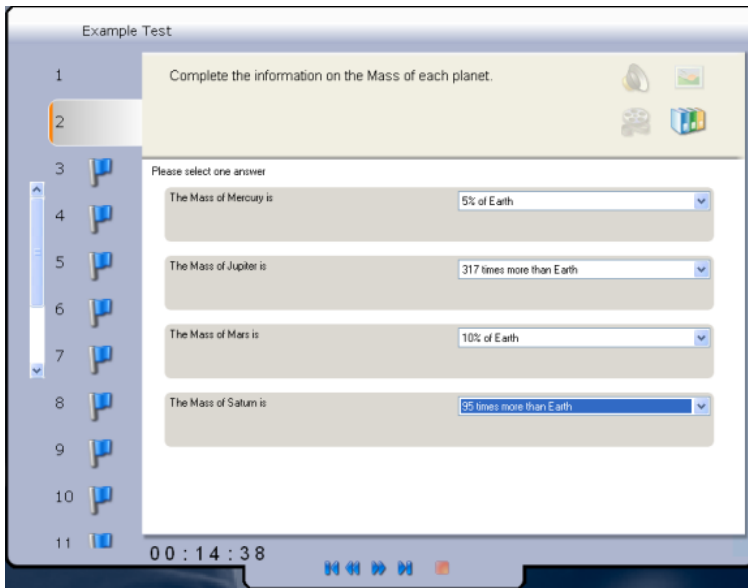 Example Test
1
2
3
4
5
6
7
8
9
10
11
Complete the information on the Mass of each planet.
Please select one answer
The Mass of Mercury is
5% of Earth
The Mass of Jupiter is
317 times more than Earth
The Mass of Mars is
10% of Earth
The Mass of Saturn is
95 times more than Earth
00:14:38